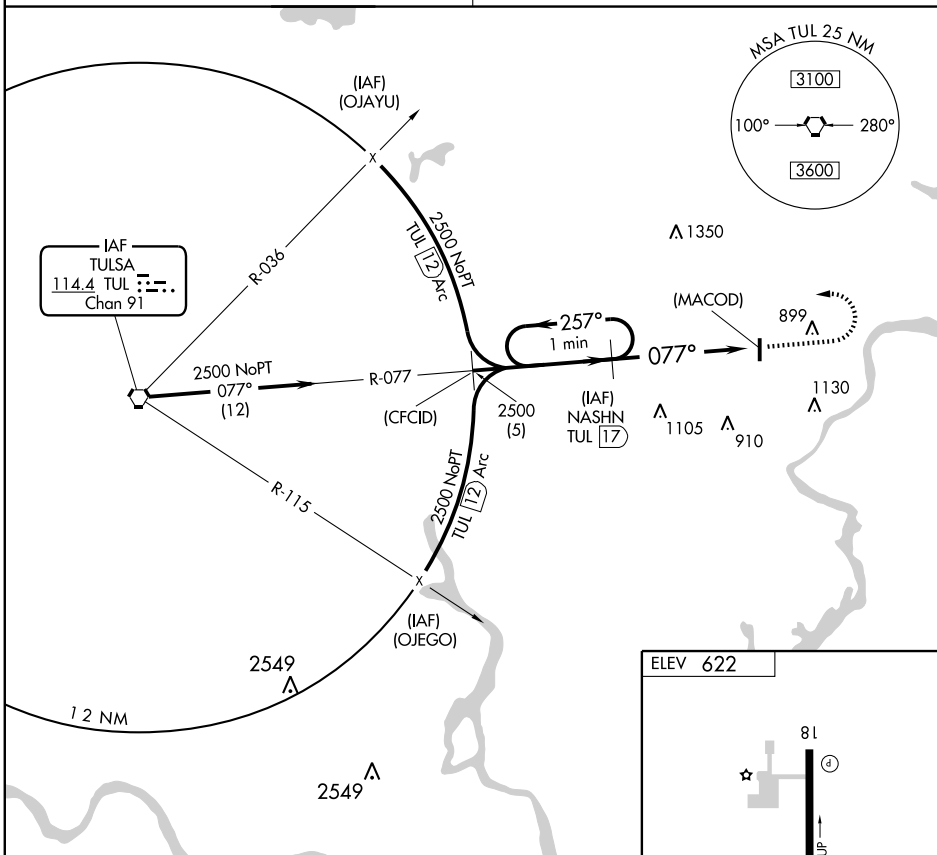 MSA TUL 25 NM
3100
100°
280°
3600
(IAF)
(OJAYU)
X
R-036
2500 NoPT
TUL 12 Arc
1350
IAF
TULSA
114.4 TUL
Chan 91
2500 NoPT
077°
(12)
R-077
(CFCID)
2500
(5)
257°
1 min
077°
(MACOD)
899
(IAF)
NASHN
TUL 17
1105
910
1130
R-115
2500 NoPT
TUL 12 Arc
X
(IAF)
(OJEGO)
2549
12 NM
2549
ELEV 622
18
P
UP